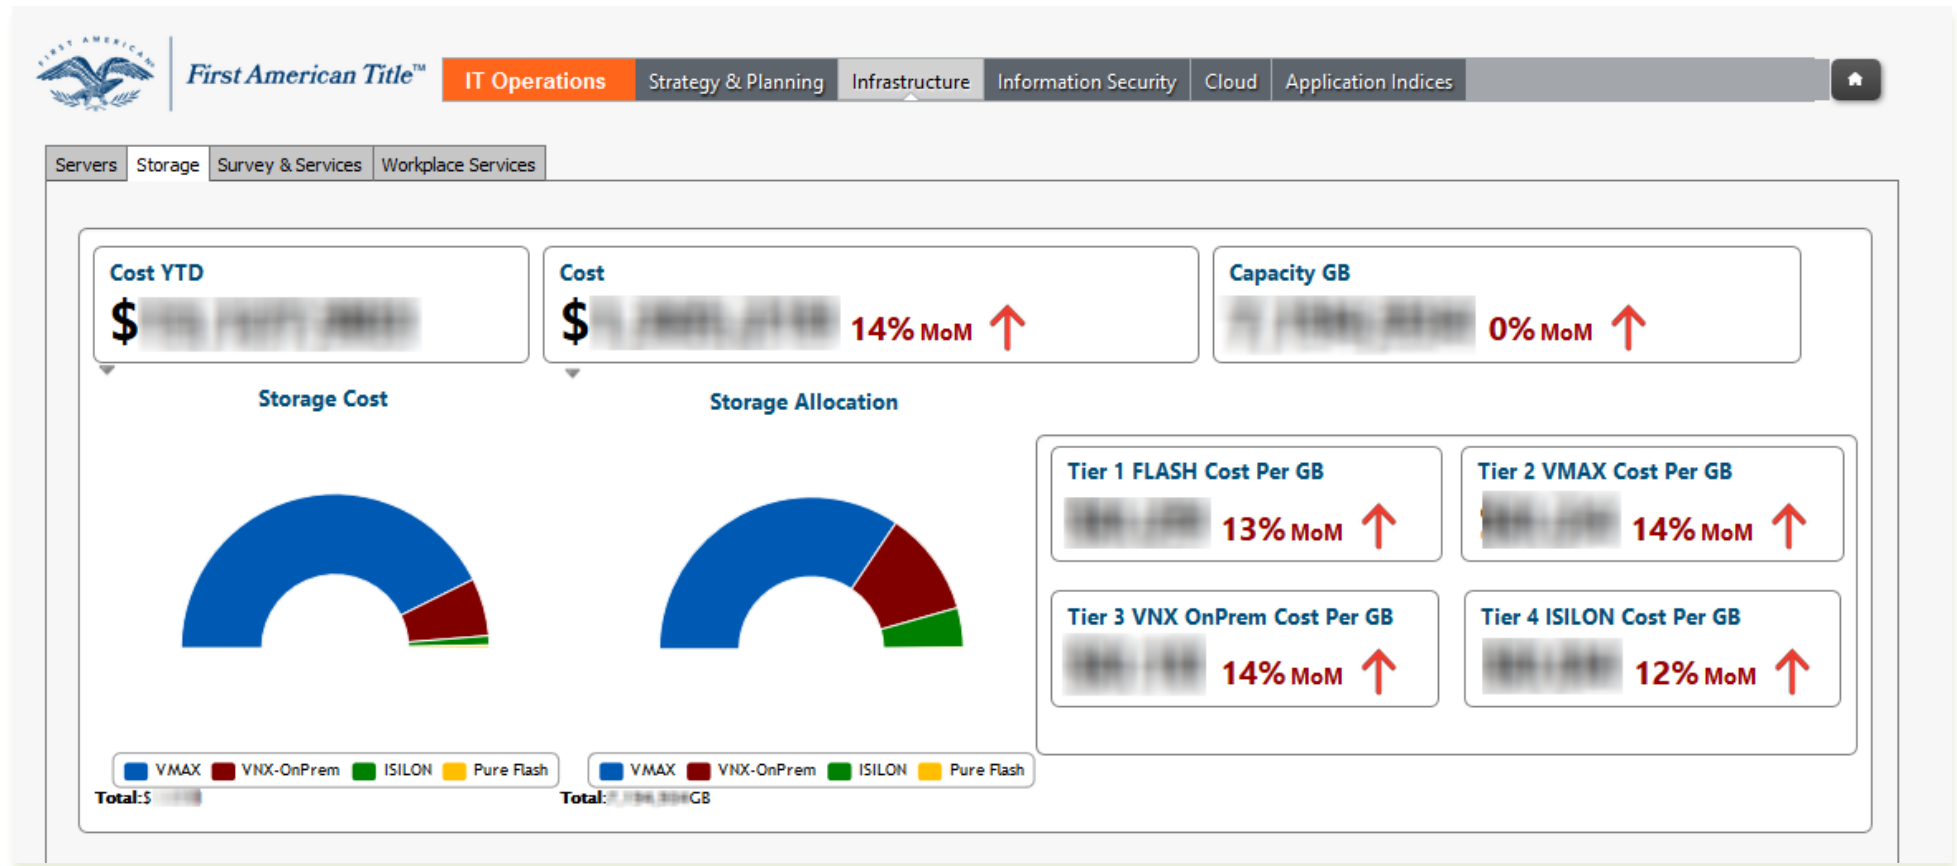 FIRST AMERICAN
First American Title™
IT Operations
Strategy & Planning
Infrastructure
Information Security
Cloud
Application Indices
Servers
Storage
Survey & Services
Workplace Services
Cost YTD
$
Cost
$ 14% MoM
Capacity GB
0% MoM
Storage Cost
Storage Allocation
Tier 1 FLASH Cost Per GB
13% MoM
Tier 2 VMAX Cost Per GB
14% MoM
Tier 3 VNX OnPrem Cost Per GB
14% MoM
Tier 4 ISILON Cost Per GB
12% MoM
VMAX VNX-OnPrem ISILON Pure Flash
Total:$
VMAX VNX-OnPrem ISILON Pure Flash
Total: GB